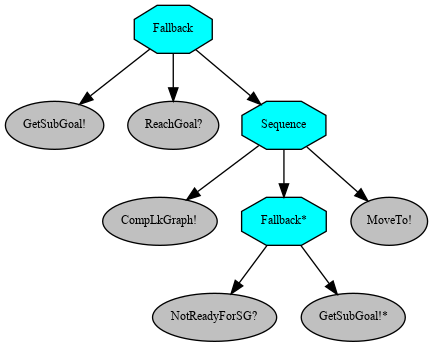 Fallback
GetSubGoal!
ReachGoal?
Sequence
CompLkGraph!
Fallback*
MoveTo!
NotReadyForSG?
GetSubGoal!*